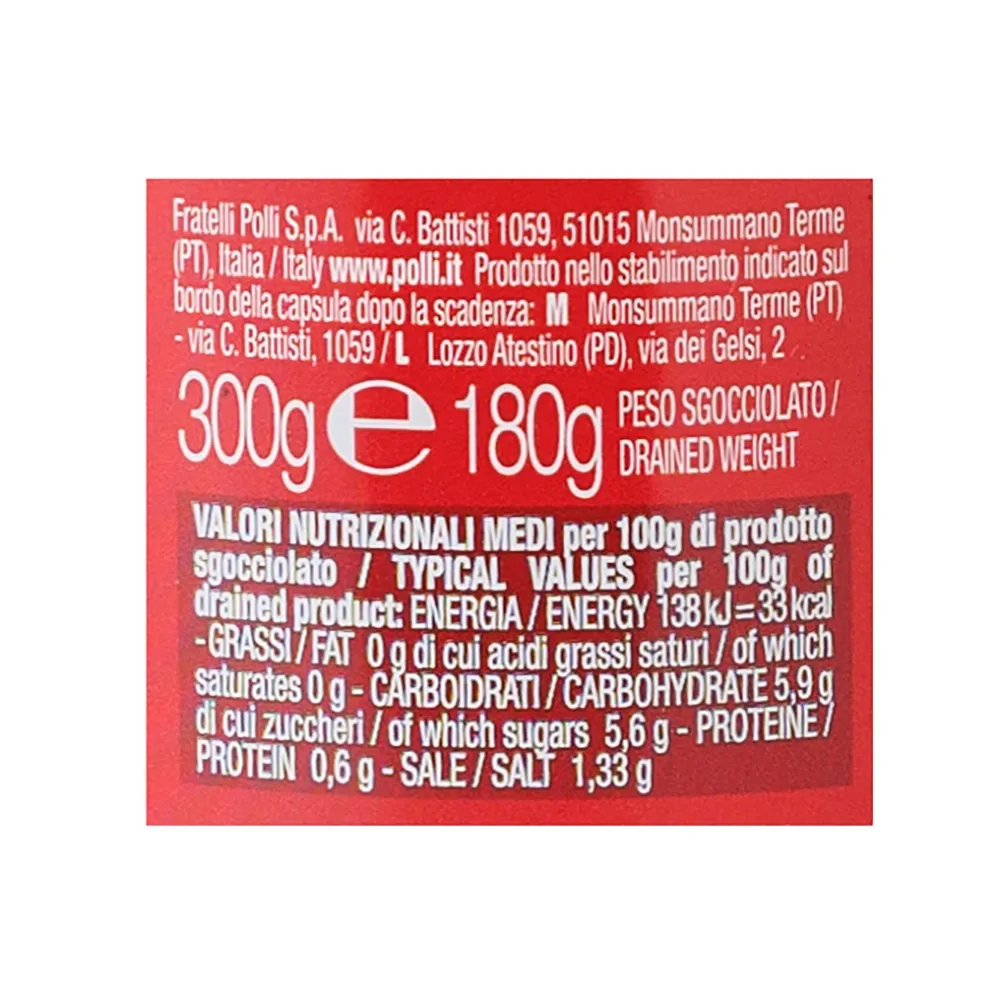 Fratelli Polli S.p.A. via C. Battisti 1059, 51015 Monsummano Terme
(PT), Italia / Italy www.polli.it Prodotto nello stabilimento indicato sul
bordo della capsula dopo la scadenza: M Monsummano Terme (PT)
- via C. Battisti, 1059 / L Lozzo Atestino (PD), via dei Gelsi, 2
300g e 180g PESO SGOCCIOLATO /
DRAINED WEIGHT
VALORI NUTRIZIONALI MEDI per 100g di prodotto
sgocciolato / TYPICAL VALUES per 100g of
drained product: ENERGIA / ENERGY 138 kJ = 33 kcal
- GRASSI / FAT 0 g di cui acidi grassi saturi / of which
saturates 0 g - CARBOIDRATI / CARBOHYDRATE 5,9 g
di cui zuccheri / of which sugars 5,6 g - PROTEINE /
PROTEIN 0,6 g - SALE / SALT 1,33 g